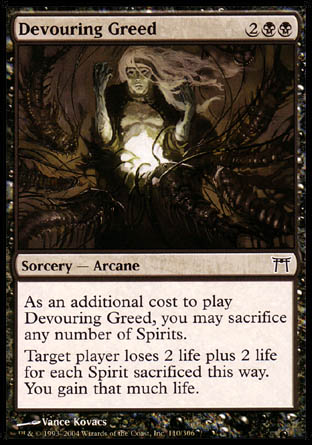 Devouring Greed 2
Sorcery — Arcane
As an additional cost to play
Devouring Greed, you may sacrifice
any number of Spirits.
Target player loses 2 life plus 2 life
for each Spirit sacrificed this way.
You gain that much life.
Vance Kovacs
™ & © 1993–2004 Wizards of the Coast, Inc. 110/306